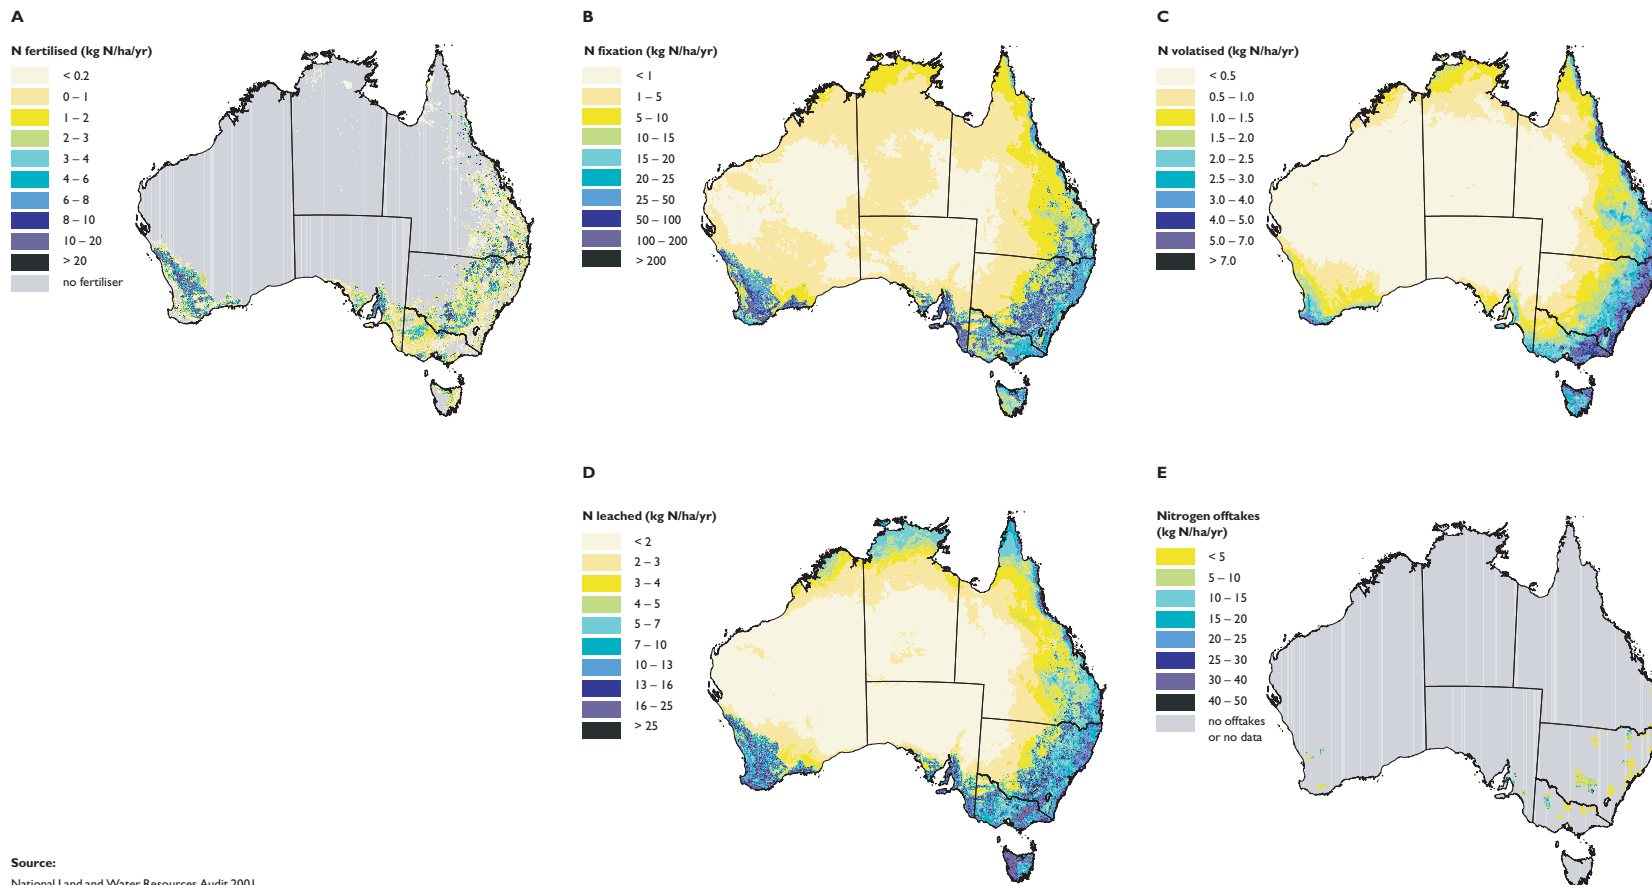 A
N fertilised (kg N/ha/yr)
< 0.2
0 – 1
1 – 2
2 – 3
3 – 4
4 – 6
6 – 8
8 – 10
10 – 20
> 20
no fertiliser
B
N fixation (kg N/ha/yr)
< 1
1 – 5
5 – 10
10 – 15
15 – 20
20 – 25
25 – 50
50 – 100
100 – 200
> 200
C
N volatised (kg N/ha/yr)
< 0.5
0.5 – 1.0
1.0 – 1.5
1.5 – 2.0
2.0 – 2.5
2.5 – 3.0
3.0 – 4.0
4.0 – 5.0
5.0 – 7.0
> 7.0
D
N leached (kg N/ha/yr)
< 2
2 – 3
3 – 4
4 – 5
5 – 7
7 – 10
10 – 13
13 – 16
16 – 25
> 25
E
Nitrogen offtakes
(kg N/ha/yr)
< 5
5 – 10
10 – 15
15 – 20
20 – 25
25 – 30
30 – 40
40 – 50
no offtakes
or no data
Source:
National Land and Water Resources Audit 2001